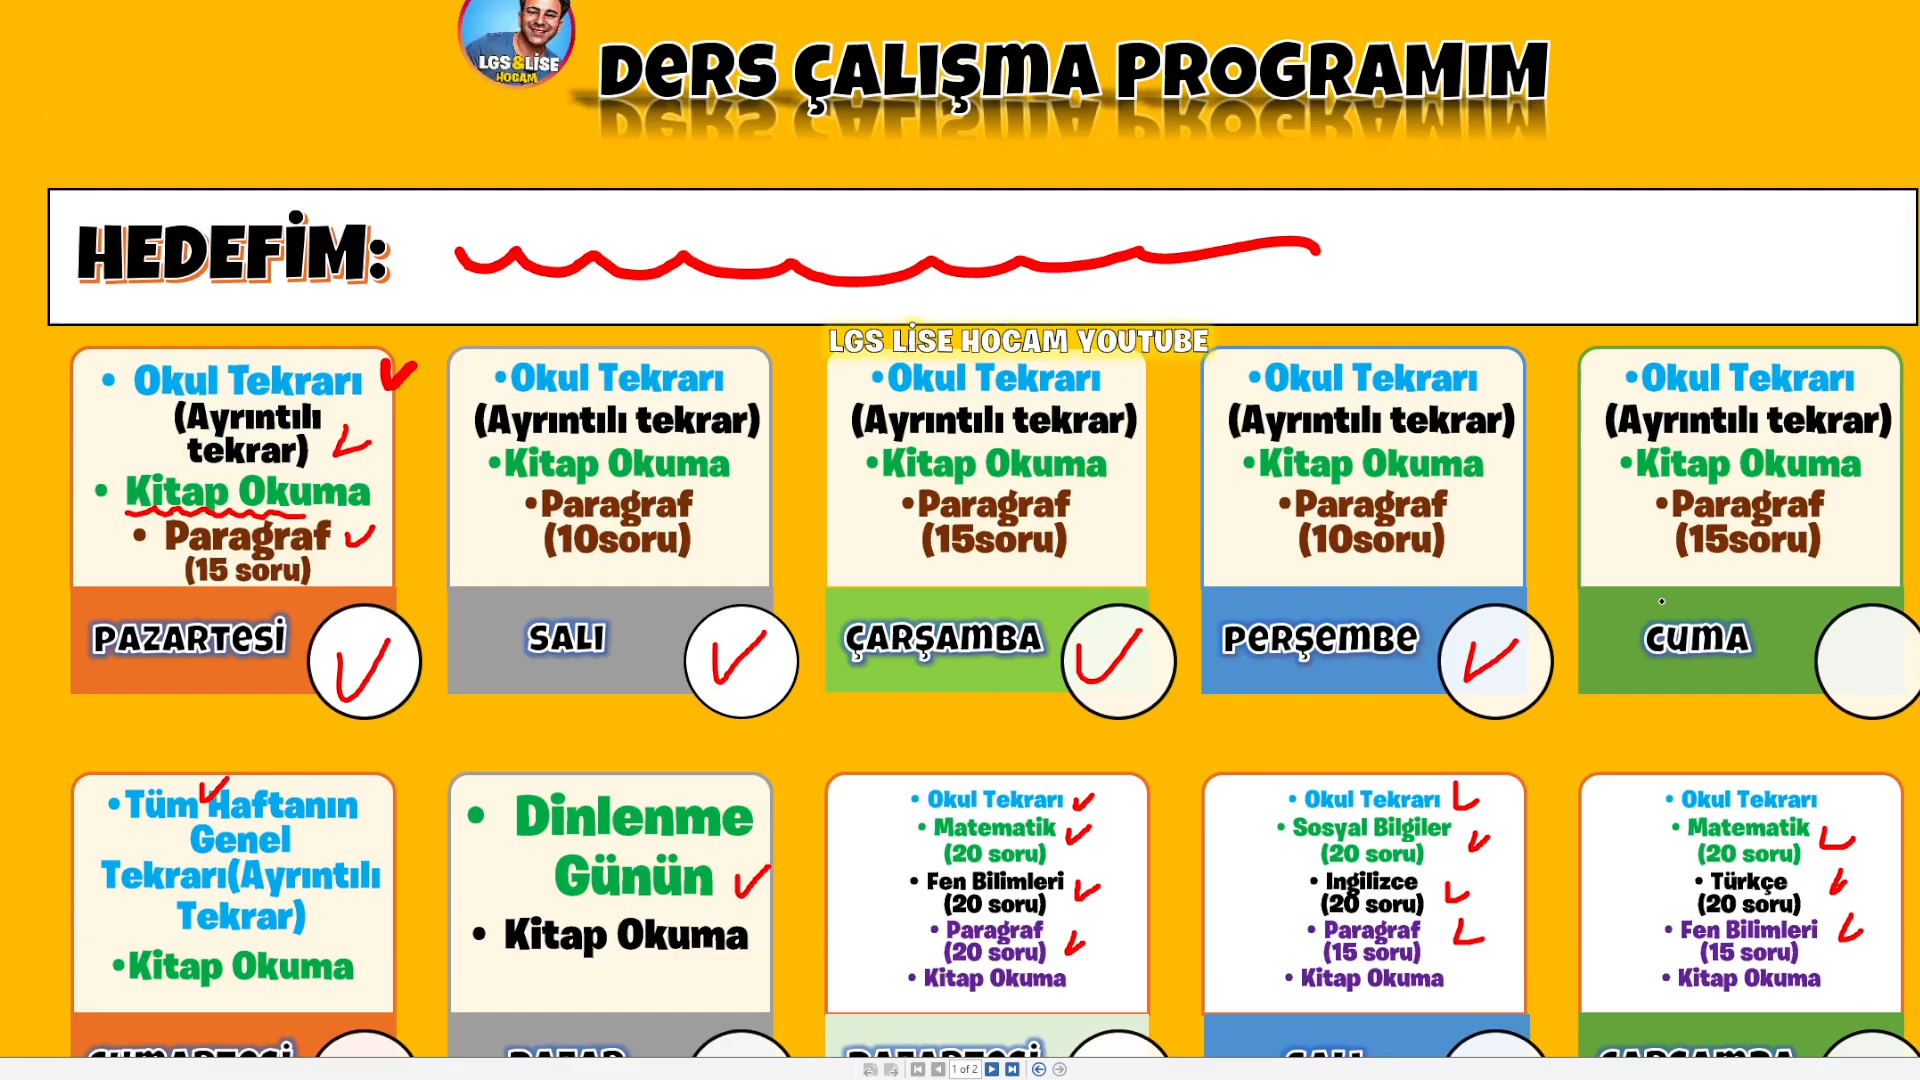 LGS&LİSE
HOCAM
DERS ÇALIŞMA PROGRAMIM
HEDEFİM:
LGS LİSE HOCAM YOUTUBE
• Okul Tekrarı
(Ayrıntılı
tekrar)
• Kitap Okuma
• Paragraf
(15 soru)
PAZARTESİ
•Okul Tekrarı
(Ayrıntılı tekrar)
•Kitap Okuma
•Paragraf
(10soru)
SALI
•Okul Tekrarı
(Ayrıntılı tekrar)
•Kitap Okuma
•Paragraf
(15soru)
ÇARŞAMBA
•Okul Tekrarı
(Ayrıntılı tekrar)
•Kitap Okuma
•Paragraf
(10soru)
PERŞEMBE
•Okul Tekrarı
(Ayrıntılı tekrar)
•Kitap Okuma
•Paragraf
(15soru)
CUMA
•Tüm Haftanın
Genel
Tekrarı(Ayrıntılı
Tekrar)
•Kitap Okuma
CUMARTESİ
• Dinlenme
Günün
• Kitap Okuma
PAZAR
• Okul Tekrarı
• Matematik
(20 soru)
• Fen Bilimleri
(20 soru)
• Paragraf
(20 soru)
• Kitap Okuma
PAZARTESİ
• Okul Tekrarı
• Sosyal Bilgiler
(20 soru)
• Ingilizce
(20 soru)
• Paragraf
(15 soru)
• Kitap Okuma
SALI
• Okul Tekrarı
• Matematik
(20 soru)
• Türkçe
(20 soru)
• Fen Bilimleri
(15 soru)
• Kitap Okuma
ÇARŞAMBA
1 of 2